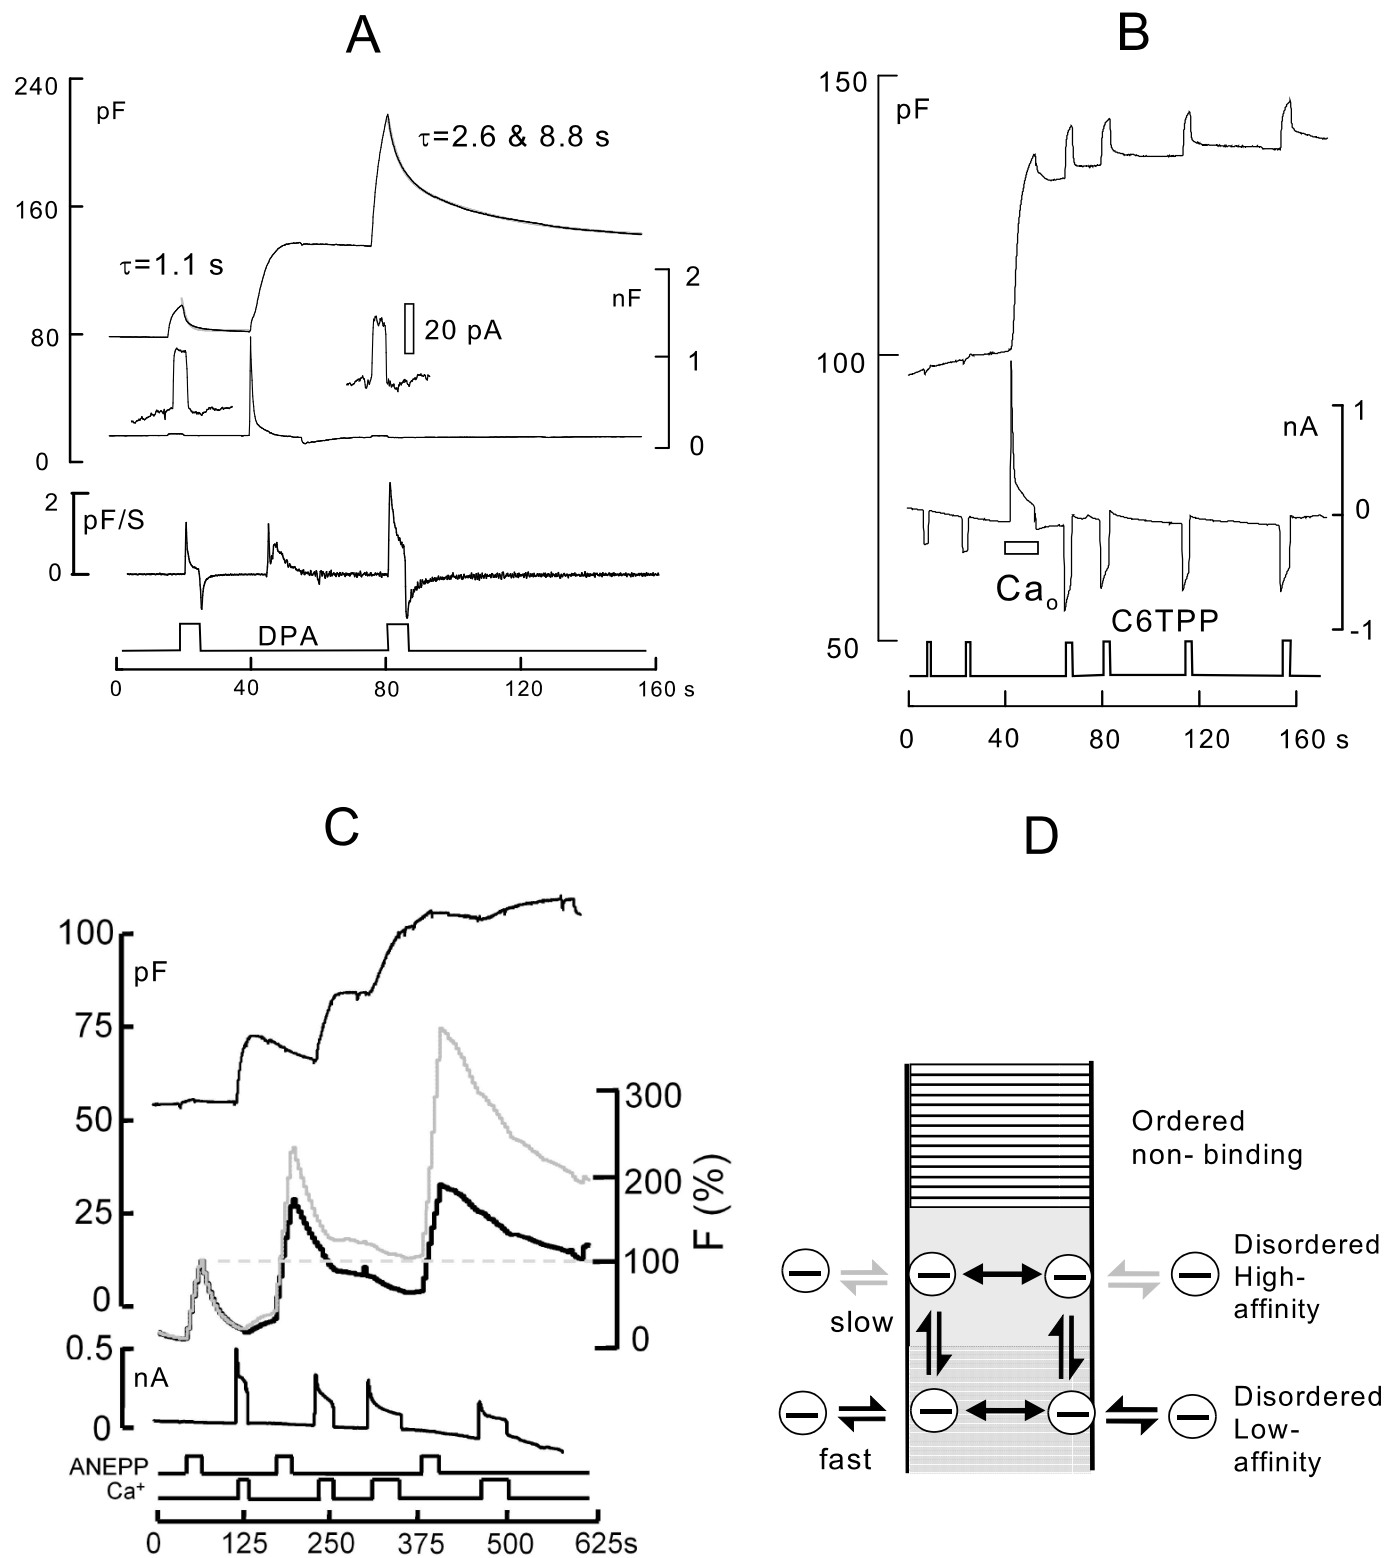 A
240
pF
τ=2.6 & 8.8 s
160
τ=1.1 s
2
nF
80
20 pA
1
0
0
2
pF/S
0
DPA
0 40 80 120 160 s
B
150
pF
100
1
nA
0
Ca₀
C6TPP
-1
50
0 40 80 120 160 s
C
100
pF
75
50
300
25
200
F (%)
100
0
0
0.5
nA
0
ANEPP
Ca⁺
0 125 250 375 500 625s
D
Ordered
non- binding
Disordered
High-
affinity
slow
Disordered
Low-
affinity
fast